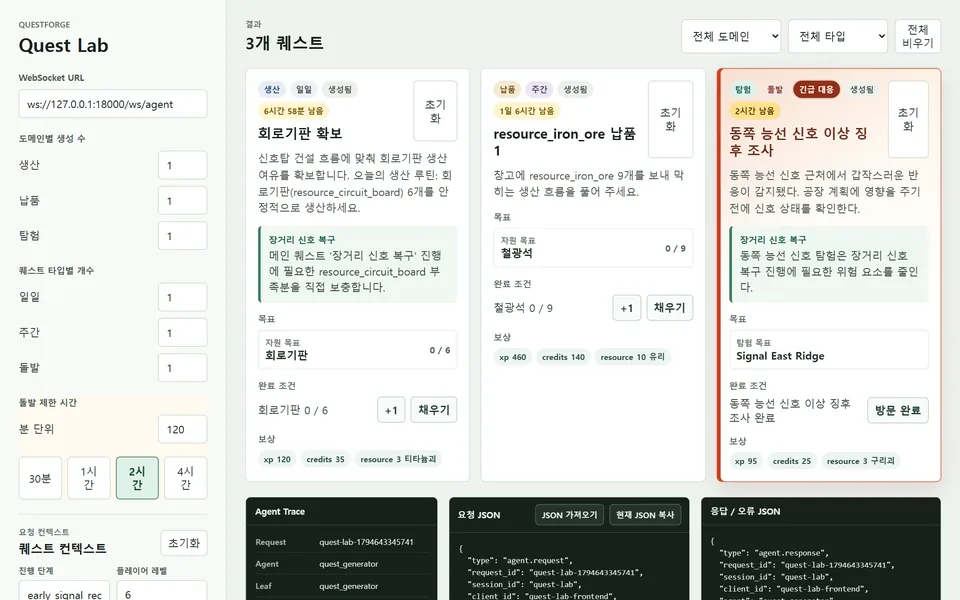 QUESTFORGE
Quest Lab
WebSocket URL
ws://127.0.0.1:18000/ws/agent
도메인별 생성 수
생산
1
납품
1
탐험
1
퀘스트 타입별 개수
일일
1
주간
1
돌발
1
돌발 제한 시간
분 단위
120
30분
1시
간
2시
간
4시
간
요청 컨텍스트
퀘스트 컨텍스트
초기화
진행 단계
플레이어 레벨
early_signal_rec
6
결과
3개 퀘스트
전체 도메인
전체 타입
전체
비우기
생산
일일
생성됨
6시간 58분 남음
초기
화
회로기판 확보
신호탑 건설 흐름에 맞춰 회로기판 생산
여유를 확보합니다. 오늘의 생산 루틴: 회
로기판(resource_circuit_board) 6개를 안
정적으로 생산하세요.
장거리 신호 복구
메인 퀘스트 '장거리 신호 복구' 진행
에 필요한 resource_circuit_board 부
족분을 직접 보충합니다.
목표
자원 목표
회로기판
0 / 6
완료 조건
회로기판 0 / 6
+1
채우기
보상
xp 120
credits 35
resource 3 티타늄괴
납품
주간
생성됨
1일 6시간 남음
초기
화
resource_iron_ore 납품
1
창고에 resource_iron_ore 9개를 보내 막
히는 생산 흐름을 풀어 주세요.
목표
자원 목표
철광석
0 / 9
완료 조건
철광석 0 / 9
+1
채우기
보상
xp 460
credits 140
resource 10 유리
탐험
돌발
긴급 대응
생성됨
2시간 남음
초기
화
동쪽 능선 신호 이상 징
후 조사
동쪽 능선 신호 근처에서 갑작스러운 반
응이 감지됐다. 공장 계획에 영향을 주기
전에 신호 상태를 확인한다.
장거리 신호 복구
동쪽 능선 신호 탐험은 장거리 신호
복구 진행에 필요한 위험 요소를 줄인
다.
목표
탐험 목표
Signal East Ridge
완료 조건
동쪽 능선 신호 이상 징후
조사 완료
방문 완료
보상
xp 95
credits 25
resource 3 구리괴
Agent Trace
Request
quest-lab-1794643345741
Agent
quest_generator
Leaf
quest_generator
요청 JSON
JSON 가져오기
현재 JSON 복사
{
"type": "agent.request",
"request_id": "quest-lab-1794643345741",
"session_id": "quest-lab",
"client_id": "quest-lab-frontend",
응답 / 오류 JSON
{
"type": "agent.response",
"request_id": "quest-lab-1794643345741",
"session_id": "quest-lab",
"client_id": "quest-lab-frontend",